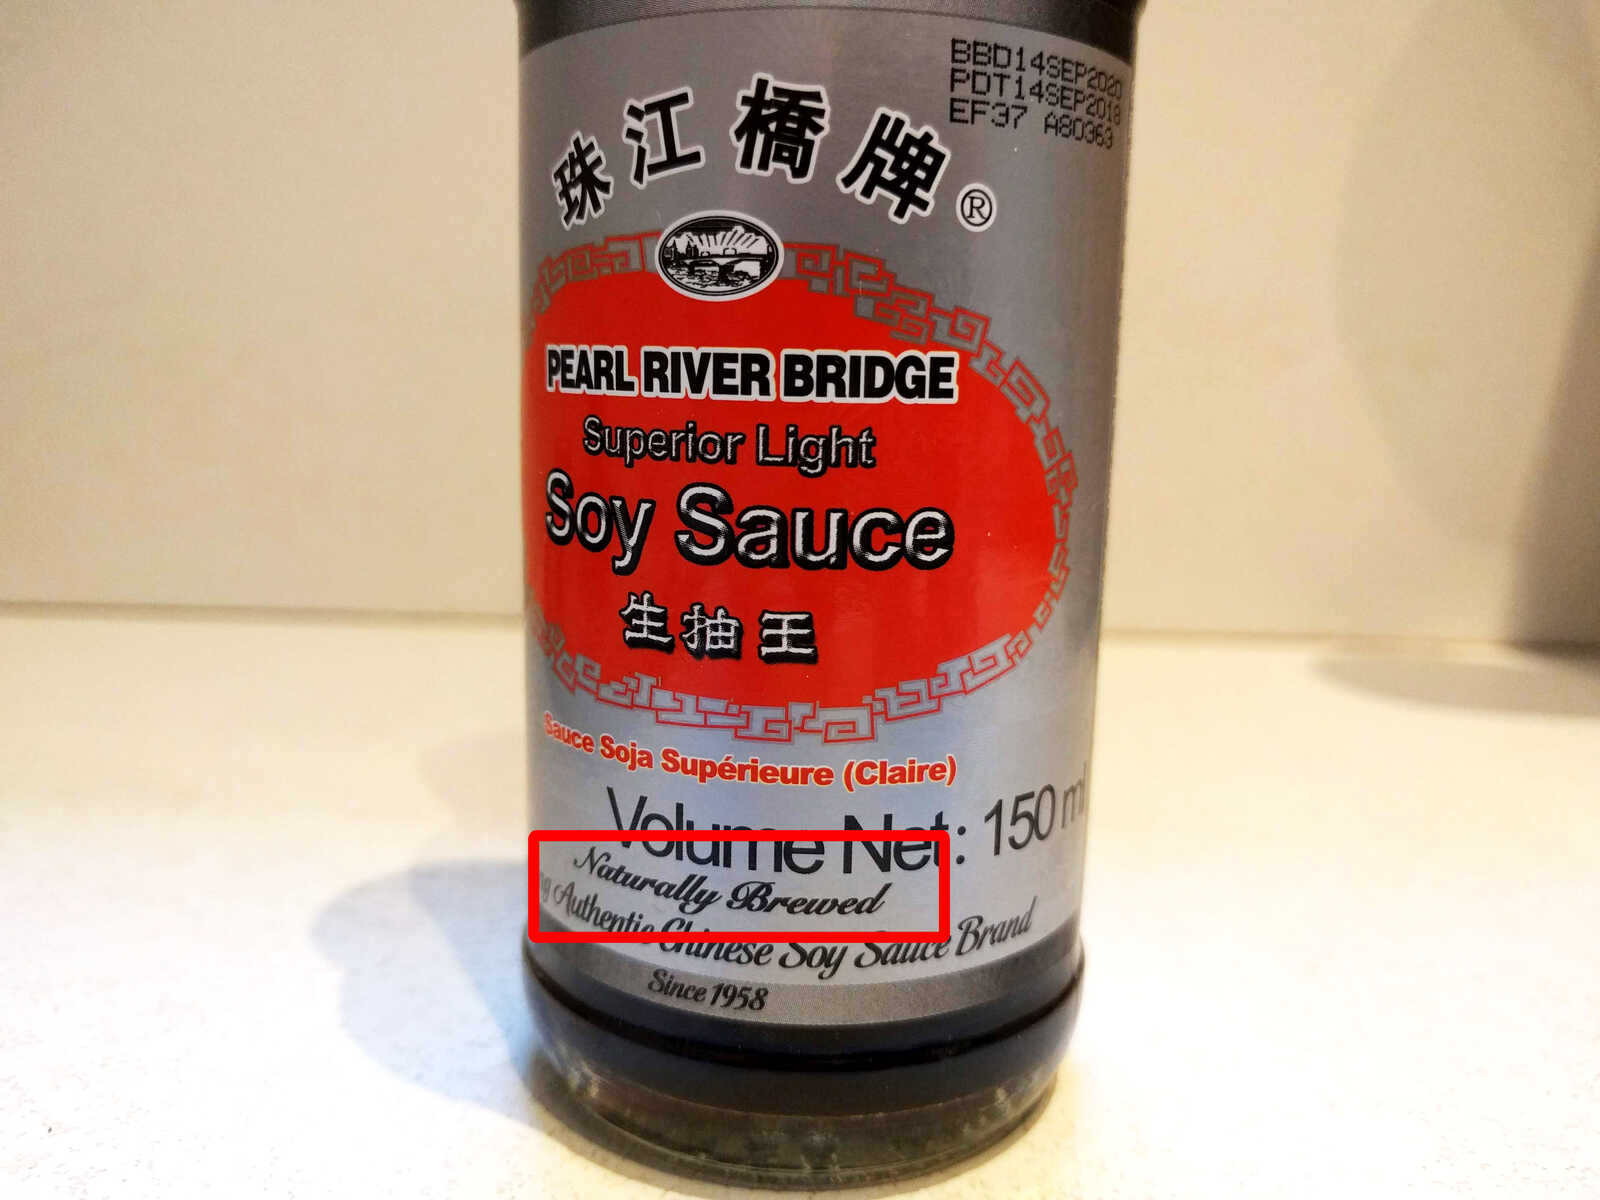 BBD14SEP2020
PDT14SEP2018
EF37 A80363
珠江橋牌®
PEARL RIVER BRIDGE
Superior Light
Soy Sauce
生抽王
Sauce Soja Supérieure (Claire)
Volume Net: 150 ml
Naturally Brewed
Authentic Chinese Soy Sauce Brand
Since 1958